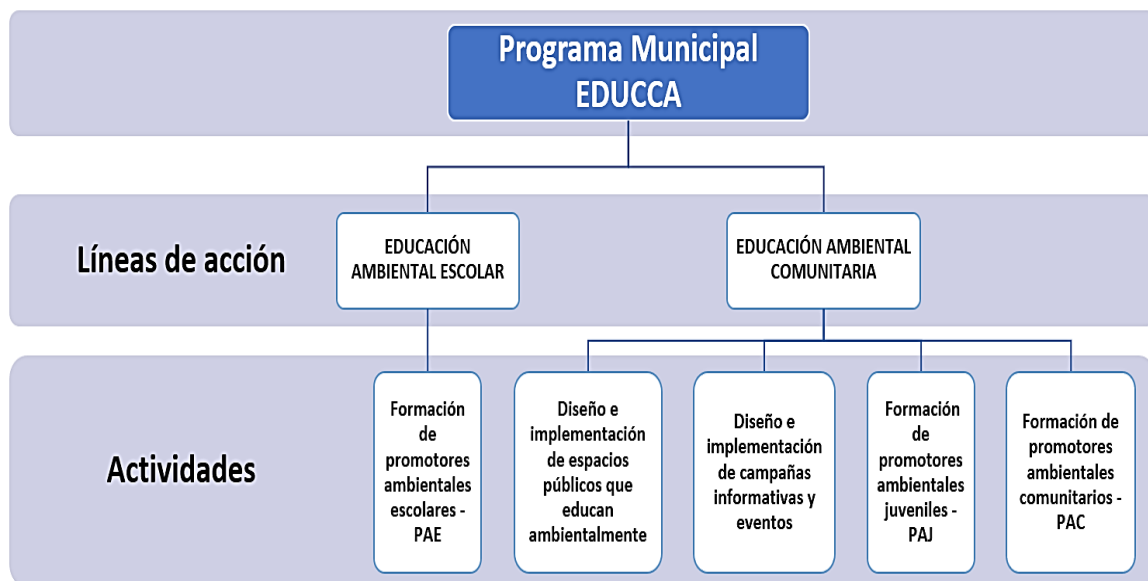 Programa Municipal
EDUCCA
Líneas de acción
EDUCACIÓN
AMBIENTAL ESCOLAR
EDUCACIÓN AMBIENTAL
COMUNITARIA
Actividades
Formación
de
promotores
ambientales
escolares -
PAE
Diseño e
implementación
de espacios
públicos que
educan
ambientalmente
Diseño e
implementación
de campañas
informativas y
eventos
Formación
de
promotores
ambientales
juveniles -
PAJ
Formación de
promotores
ambientales
comunitarios -
PAC